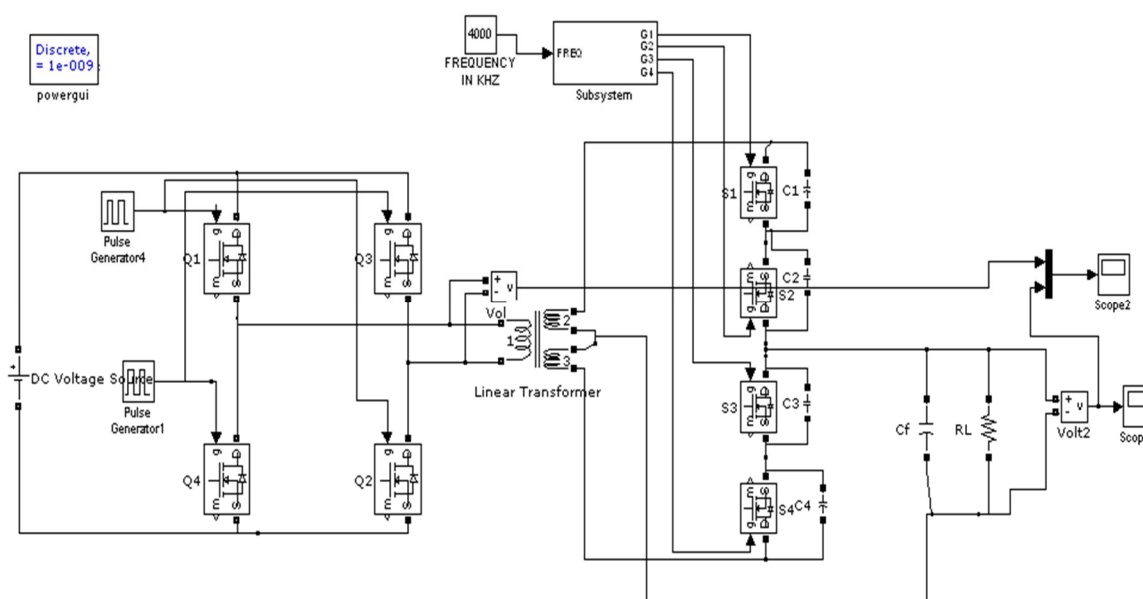 Discrete,
= 1e-009
powergui
4000
FREQUENCY
IN KHZ
FREQ
G1
G2
G3
G4
Subsystem
Pulse
Generator4
Q1
g
D
m
S
Q3
g
D
m
S
S1
g
D
m
S
C1
S2
g
D
m
S
C2
+
-
v
Vol
1
2
3
Linear Transformer
Scope2
+
DC Voltage Source
Pulse
Generator1
Q4
g
D
m
S
Q2
g
D
m
S
S3
g
D
m
S
C3
S4
g
D
m
S
C4
Cf
RL
+
-
v
Volt2
Scop